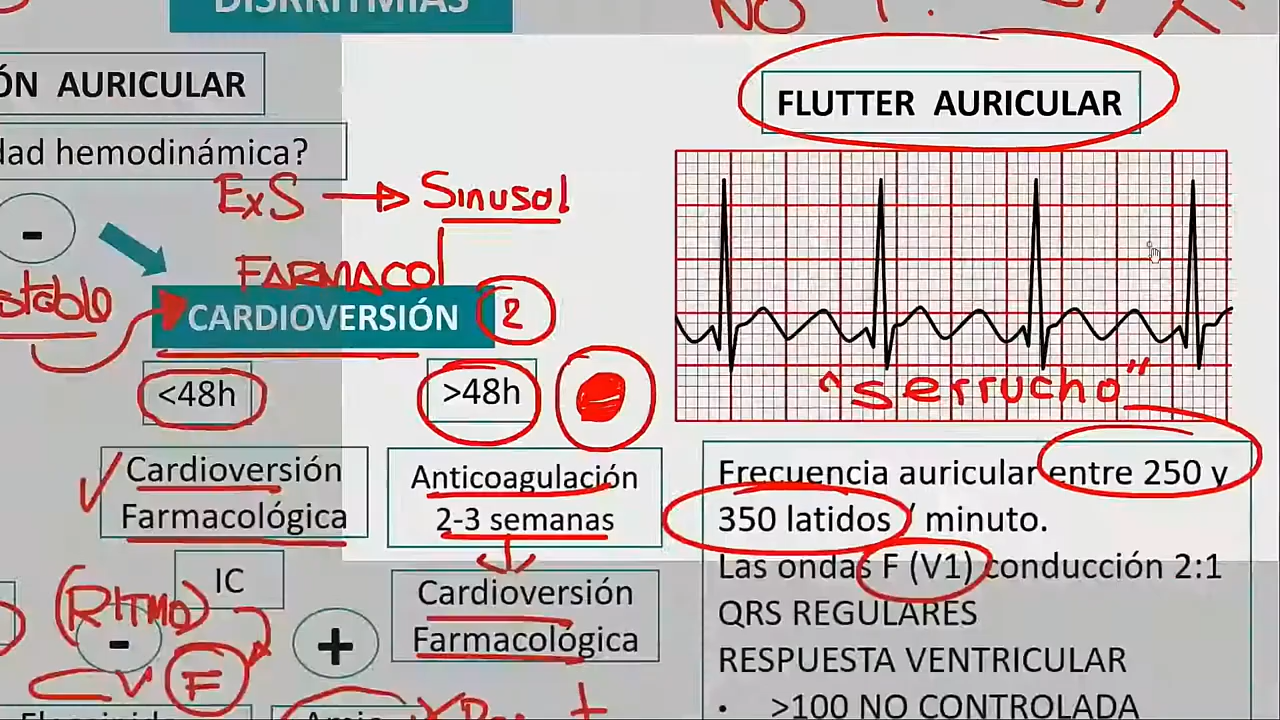 DISRRITMIAS
NO
ÓN AURICULAR
dad hemodinámica?
ExS → Sinusal
-
stable
FARMACOl
CARDIOVERSIÓN
2
<48h
>48h
Cardioversión
Farmacológica
Anticoagulación
2-3 semanas
IC
(RITMO)
-
F
+
Cardioversión
Farmacológica
FLUTTER AURICULAR
"serrucho"
Frecuencia auricular entre 250 y
350 latidos / minuto.
Las ondas F (V1) conducción 2:1
QRS REGULARES
RESPUESTA VENTRICULAR
• >100 NO CONTROLADA